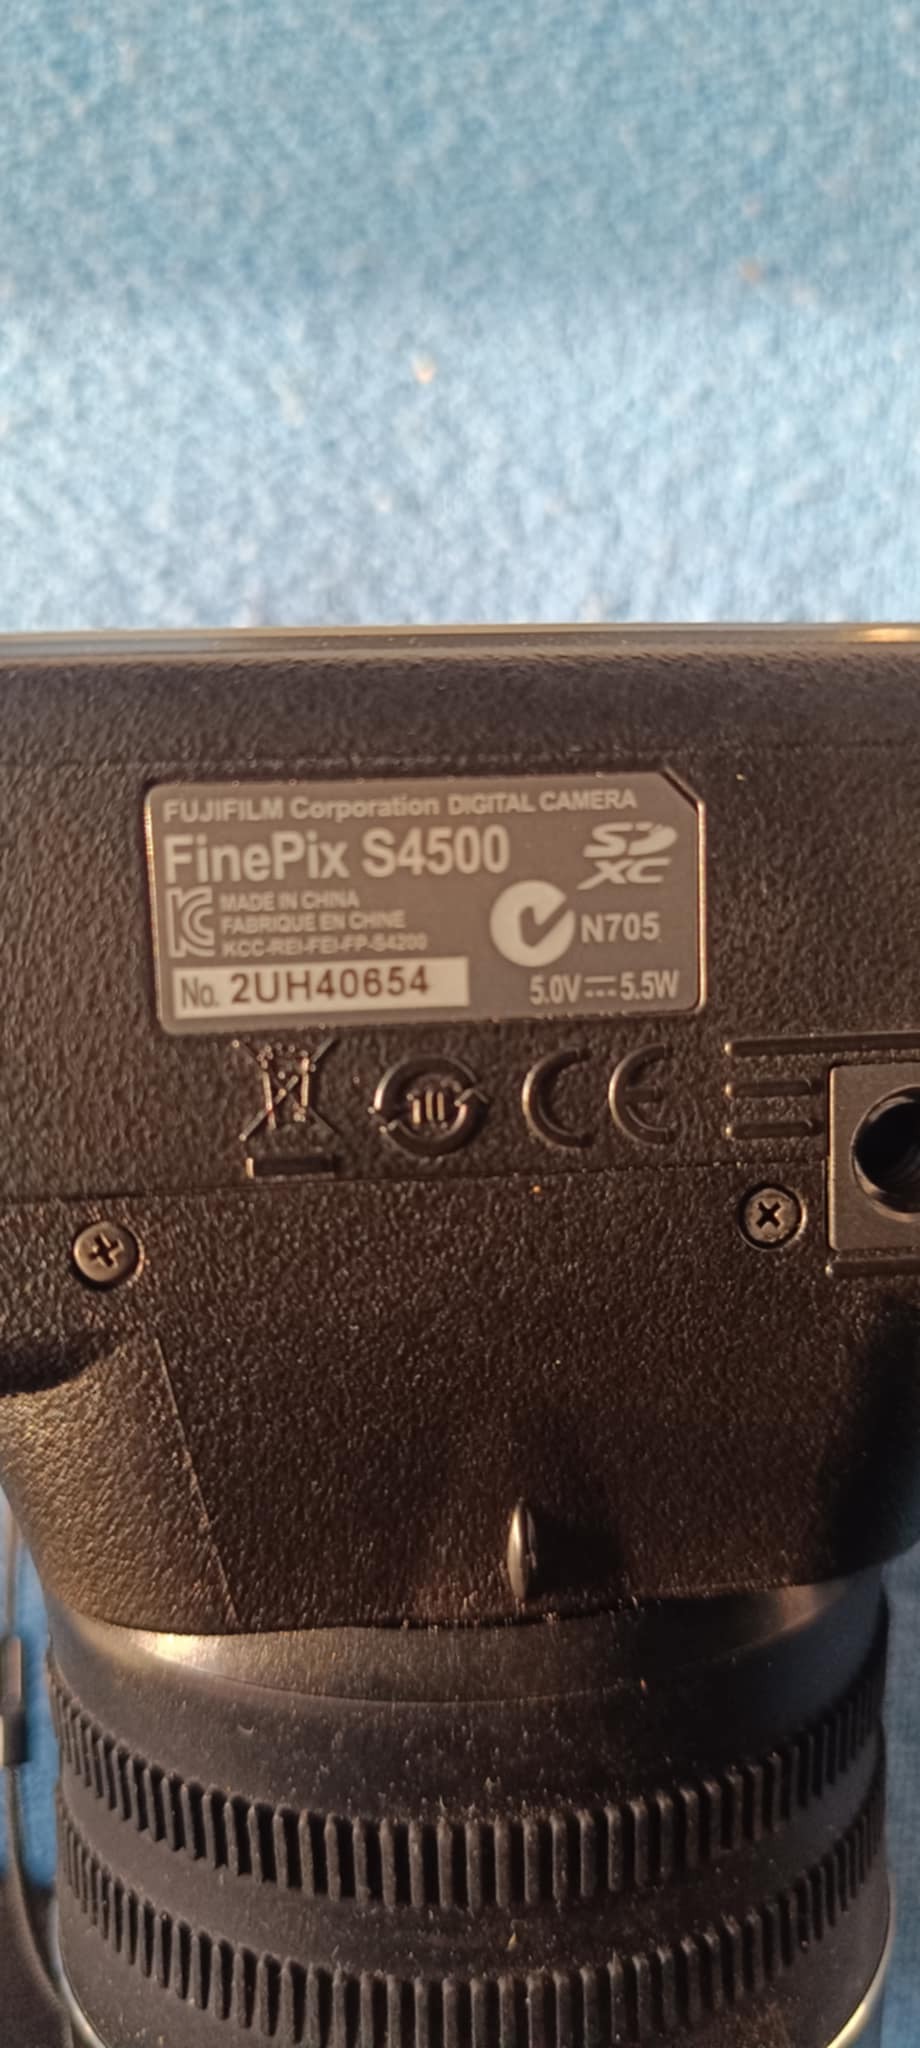 FUJIFILM Corporation DIGITAL CAMERA
FinePix S4500
SD XC
MADE IN CHINA
FABRIQUE EN CHINE
KCC-REI-FEI-FP-S4200
N705
No. 2UH40654
5.0V⎓5.5W
10
CE